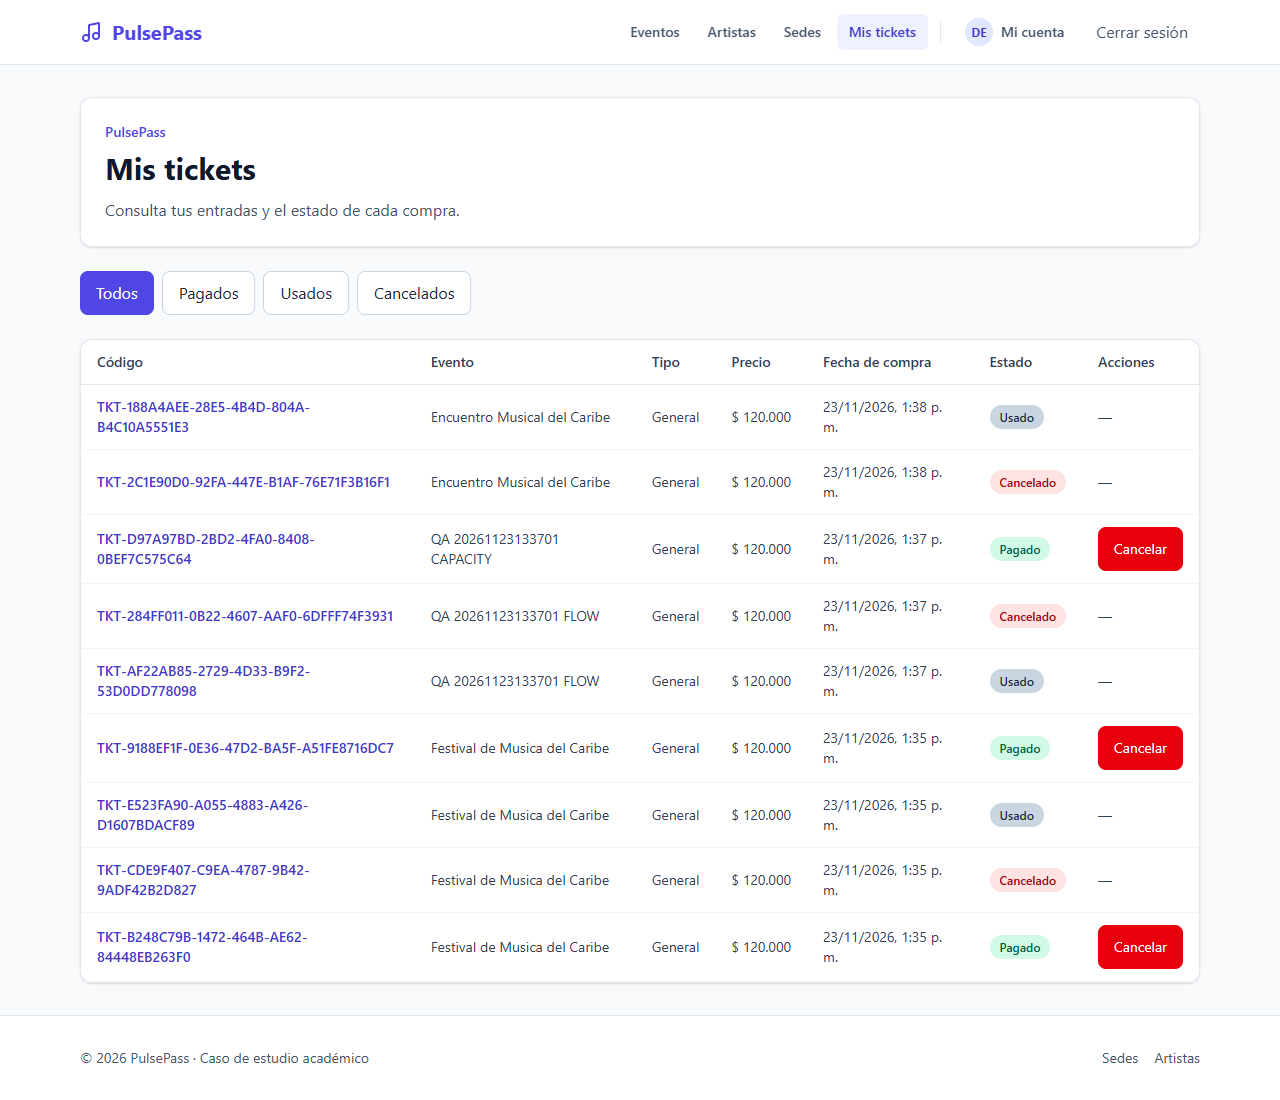 PulsePass
Eventos Artistas Sedes Mis tickets DE Mi cuenta Cerrar sesión
PulsePass
Mis tickets
Consulta tus entradas y el estado de cada compra.
Todos Pagados Usados Cancelados
Código Evento Tipo Precio Fecha de compra Estado Acciones
TKT-188A4AEE-28E5-4B4D-804A-
B4C10A5551E3
Encuentro Musical del Caribe General $ 120.000
23/11/2026, 1:38 p.
m.
Usado —
TKT-2C1E90D0-92FA-447E-B1AF-76E71F3B16F1
Encuentro Musical del Caribe General $ 120.000
23/11/2026, 1:38 p.
m.
Cancelado —
TKT-D97A97BD-2BD2-4FA0-8408-
0BEF7C575C64
QA 20261123133701
CAPACITY
General $ 120.000
23/11/2026, 1:37 p.
m.
Pagado Cancelar
TKT-284FF011-0B22-4607-AAF0-6DFFF74F3931
QA 20261123133701 FLOW General $ 120.000
23/11/2026, 1:37 p.
m.
Cancelado —
TKT-AF22AB85-2729-4D33-B9F2-
53D0DD778098
QA 20261123133701 FLOW General $ 120.000
23/11/2026, 1:37 p.
m.
Usado —
TKT-9188EF1F-0E36-47D2-BA5F-A51FE8716DC7
Festival de Musica del Caribe General $ 120.000
23/11/2026, 1:35 p.
m.
Pagado Cancelar
TKT-E523FA90-A055-4883-A426-
D1607BDACF89
Festival de Musica del Caribe General $ 120.000
23/11/2026, 1:35 p.
m.
Usado —
TKT-CDE9F407-C9EA-4787-9B42-
9ADF42B2D827
Festival de Musica del Caribe General $ 120.000
23/11/2026, 1:35 p.
m.
Cancelado —
TKT-B248C79B-1472-464B-AE62-
84448EB263F0
Festival de Musica del Caribe General $ 120.000
23/11/2026, 1:35 p.
m.
Pagado Cancelar
© 2026 PulsePass · Caso de estudio académico
Sedes Artistas